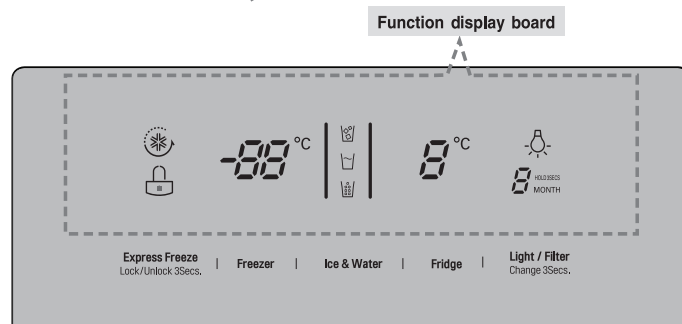 Function display board
-88 °C
8 °C
8 HOLD 3SECS
MONTH
Express Freeze | Freezer | Ice & Water | Fridge | Light / Filter
Lock/Unlock 3Secs. Change 3Secs.